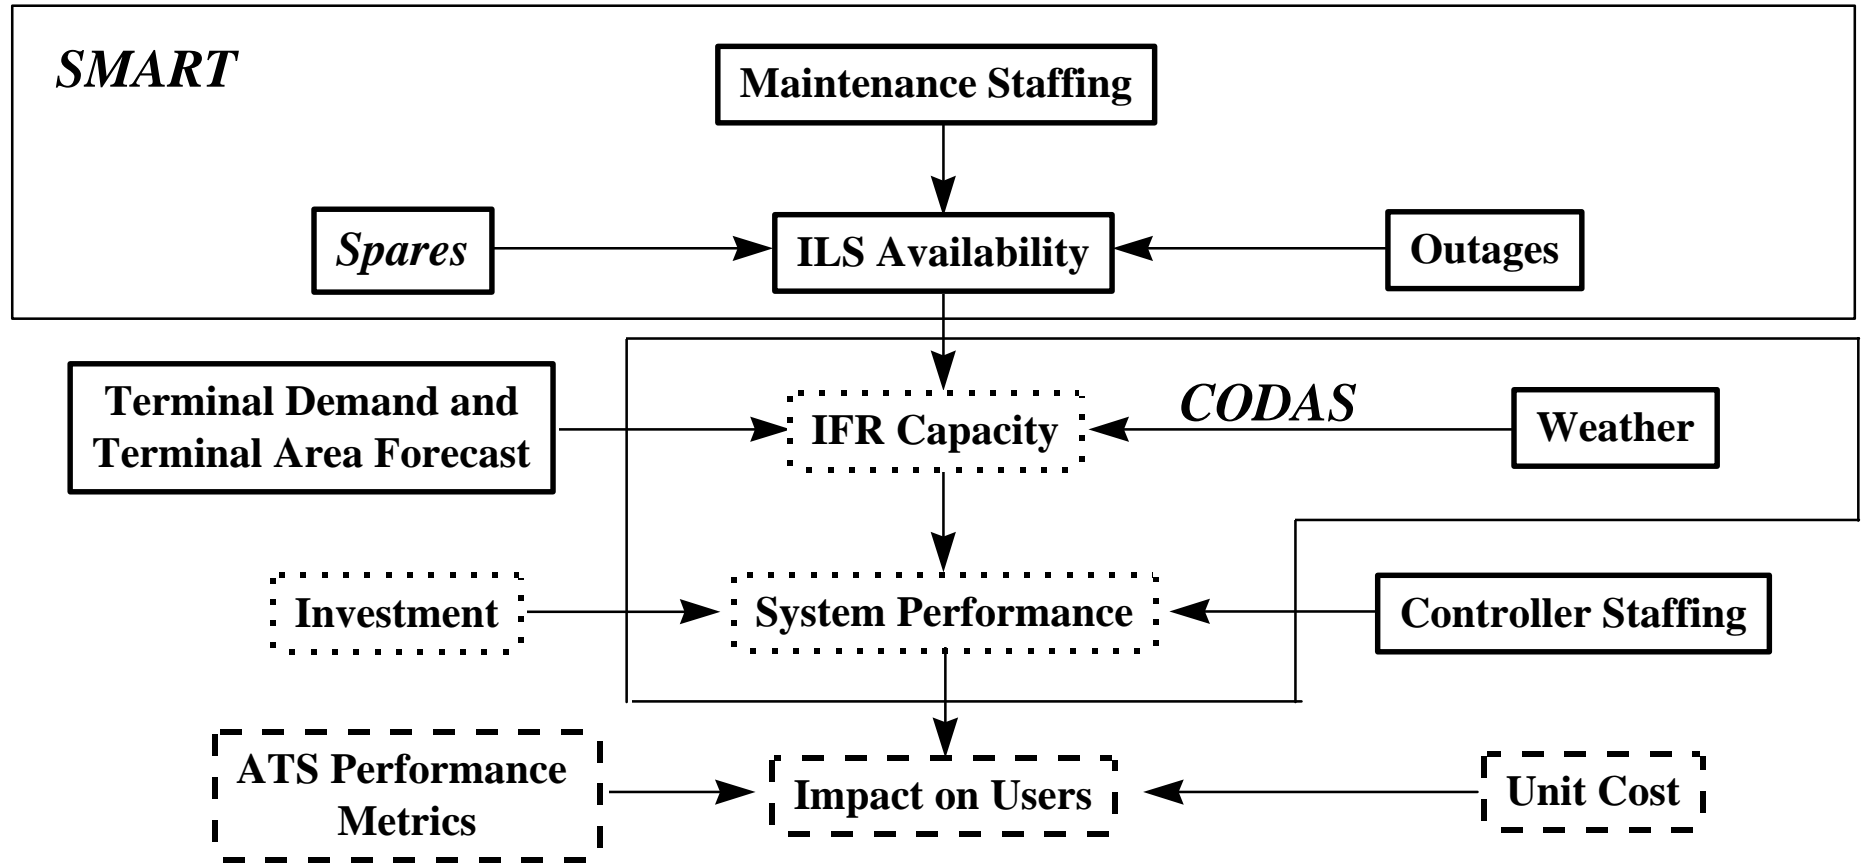 SMART
Maintenance Staffing
Spares
ILS Availability
Outages
Terminal Demand and
Terminal Area Forecast
IFR Capacity
CODAS
Weather
Investment
System Performance
Controller Staffing
ATS Performance
Metrics
Impact on Users
Unit Cost